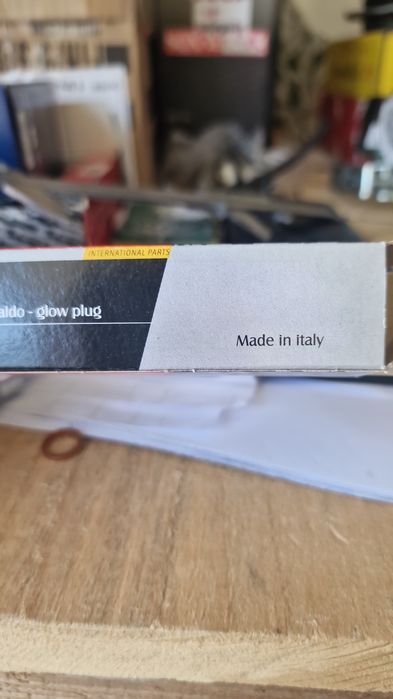 INTERNATIONAL PARTS
aldo - glow plug
Made in Italy